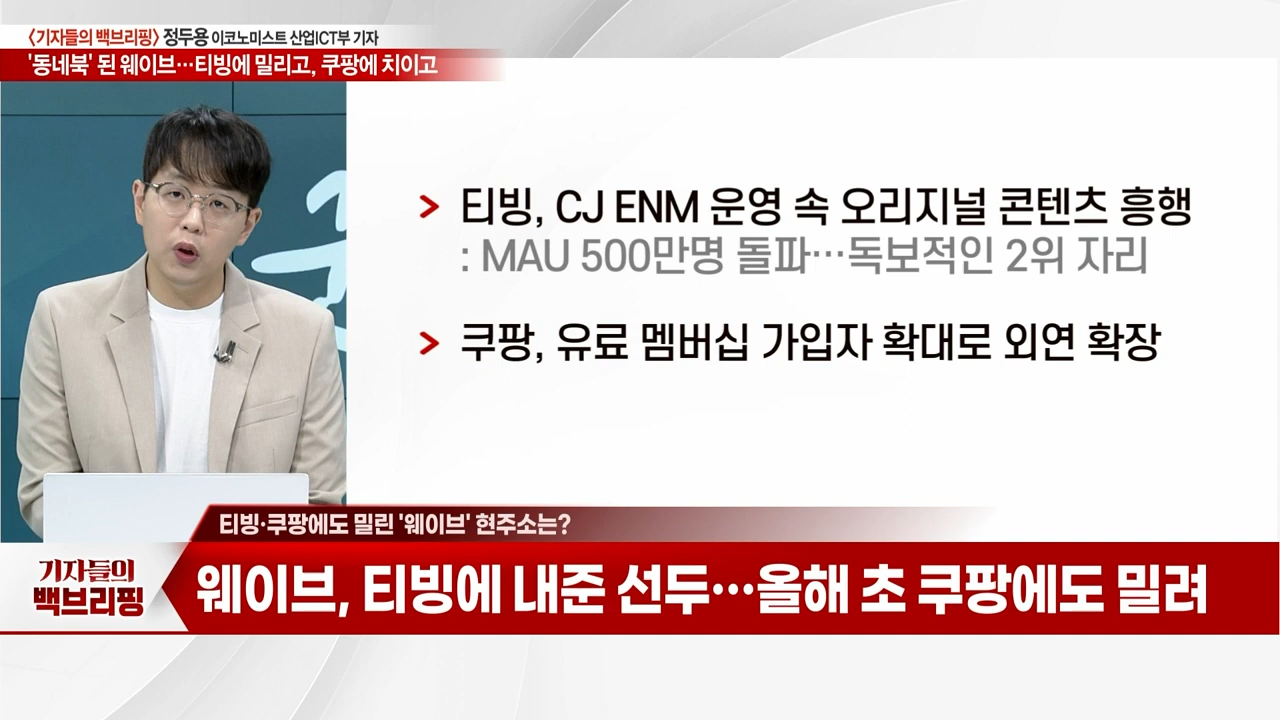 <기자들의 백브리핑> 정두용 이코노미스트 산업ICT부 기자
'동네북' 된 웨이브…티빙에 밀리고, 쿠팡에 치이고
> 티빙, CJ ENM 운영 속 오리지널 콘텐츠 흥행
: MAU 500만명 돌파…독보적인 2위 자리
> 쿠팡, 유료 멤버십 가입자 확대로 외연 확장
티빙·쿠팡에도 밀린 '웨이브' 현주소는?
기자들의
백브리핑
웨이브, 티빙에 내준 선두…올해 초 쿠팡에도 밀려